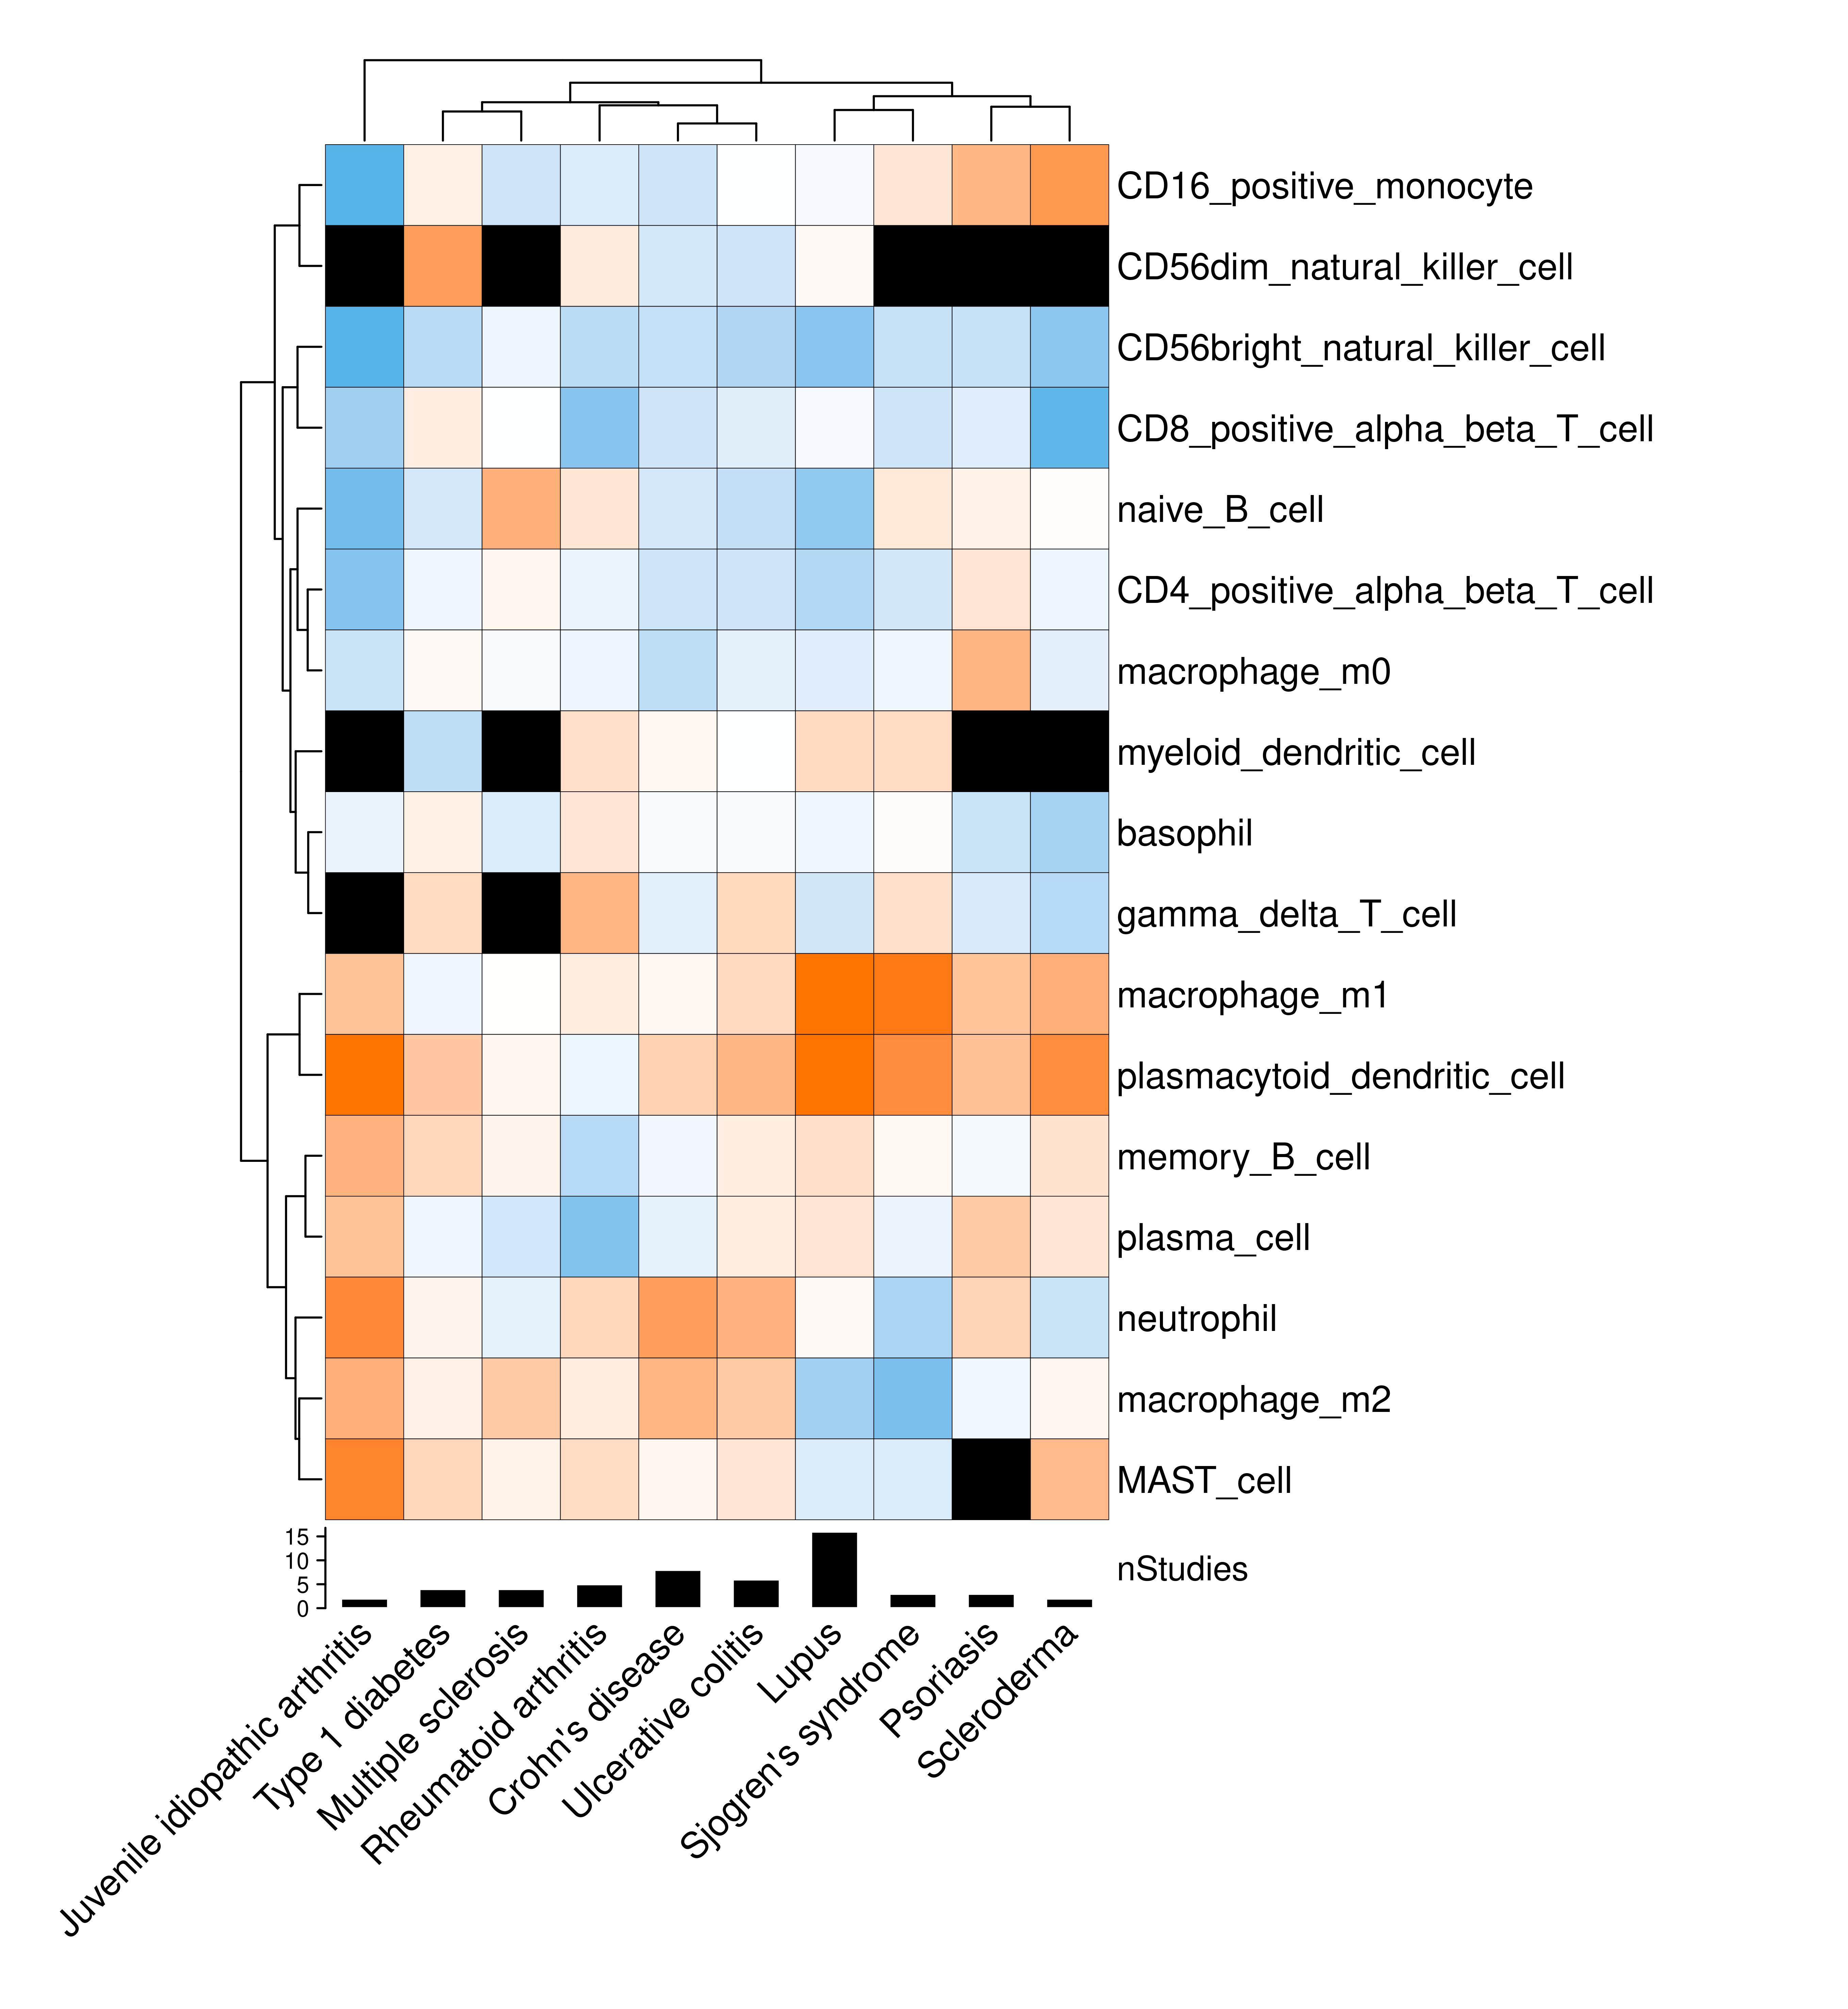 CD16_positive_monocyte
CD56dim_natural_killer_cell
CD56bright_natural_killer_cell
CD8_positive_alpha_beta_T_cell
naive_B_cell
CD4_positive_alpha_beta_T_cell
macrophage_m0
myeloid_dendritic_cell
basophil
gamma_delta_T_cell
macrophage_m1
plasmacytoid_dendritic_cell
memory_B_cell
plasma_cell
neutrophil
macrophage_m2
MAST_cell
15
10
5
0
nStudies
Juvenile idiopathic arthritis
Type 1 diabetes
Multiple sclerosis
Rheumatoid arthritis
Crohn's disease
Ulcerative colitis
Lupus
Sjogren's syndrome
Psoriasis
Scleroderma